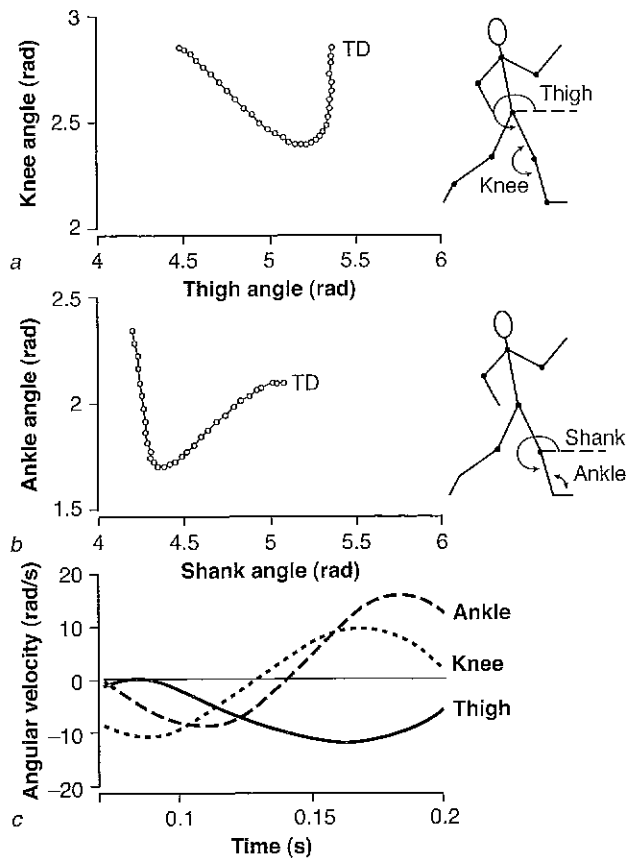 3
Knee angle (rad)
2.5
2
TD
Thigh
Knee
4
4.5
5
5.5
6
a
Thigh angle (rad)
2.5
Ankle angle (rad)
2
1.5
TD
Shank
Ankle
4
4.5
5
5.5
6
b
Shank angle (rad)
20
Angular velocity (rad/s)
10
0
−10
−20
Ankle
Knee
Thigh
0.1
0.15
0.2
c
Time (s)